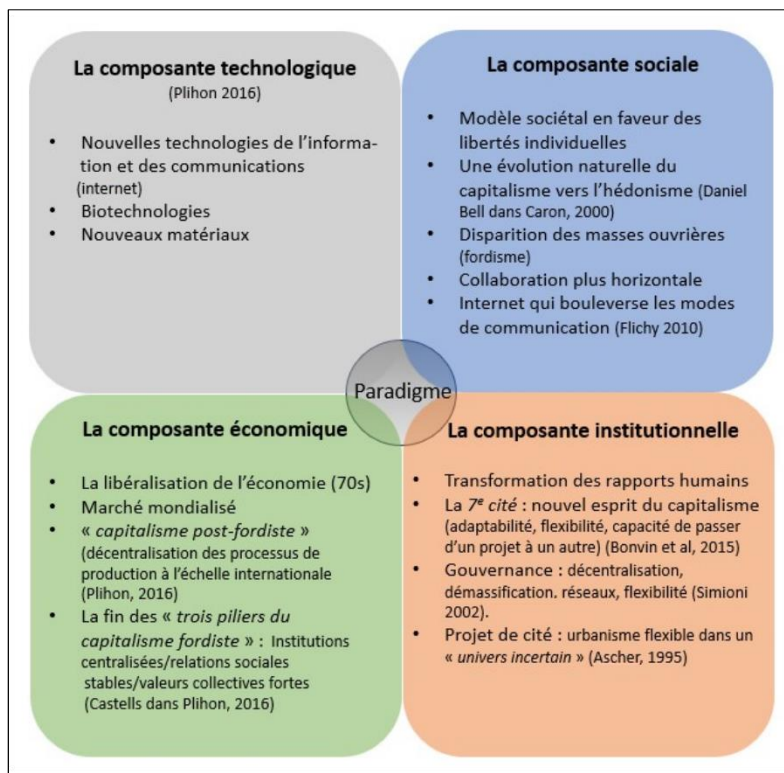 La composante technologique
(Plihon 2016)
• Nouvelles technologies de l'informa-
tion et des communications
(internet)
• Biotechnologies
• Nouveaux matériaux
La composante sociale
• Modèle sociétal en faveur des
libertés individuelles
• Une évolution naturelle du
capitalisme vers l'hédonisme (Daniel
Bell dans Caron, 2000)
• Disparition des masses ouvrières
(fordisme)
• Collaboration plus horizontale
• Internet qui bouleverse les modes
de communication (Flichy 2010)
Paradigme
La composante économique
• La libéralisation de l'économie (70s)
• Marché mondialisé
• « capitalisme post-fordiste »
(décentralisation des processus de
production à l'échelle internationale
(Plihon, 2016)
• La fin des « trois piliers du
capitalisme fordiste » : Institutions
centralisées/relations sociales
stables/valeurs collectives fortes
(Castells dans Plihon, 2016)
La composante institutionnelle
• Transformation des rapports humains
• La 7e cité : nouvel esprit du capitalisme
(adaptabilité, flexibilité, capacité de passer
d'un projet à un autre) (Bonvin et al, 2015)
• Gouvernance : décentralisation,
démassification. réseaux, flexibilité (Simioni
2002).
• Projet de cité : urbanisme flexible dans un
« univers incertain » (Ascher, 1995)